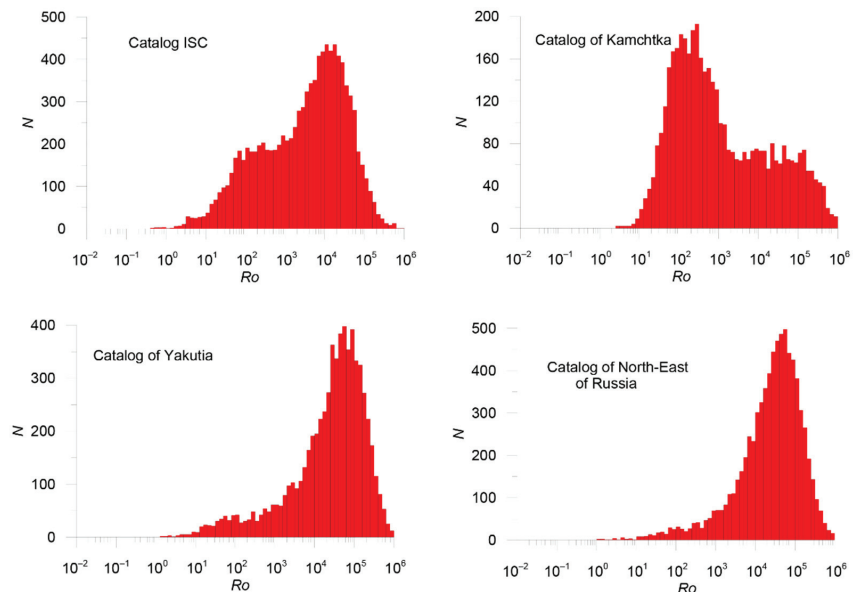 Catalog ISC
500
400
300
200
100
0
N
10⁻² 10⁻¹ 10⁰ 10¹ 10² 10³ 10⁴ 10⁵ 10⁶
Ro
Catalog of Kamchtka
200
160
120
80
40
0
N
10⁻² 10⁻¹ 10⁰ 10¹ 10² 10³ 10⁴ 10⁵ 10⁶
Ro
Catalog of Yakutia
400
300
200
100
0
N
10⁻² 10⁻¹ 10⁰ 10¹ 10² 10³ 10⁴ 10⁵ 10⁶
Ro
Catalog of North-East
of Russia
500
400
300
200
100
0
N
10⁻² 10⁻¹ 10⁰ 10¹ 10² 10³ 10⁴ 10⁵ 10⁶
Ro